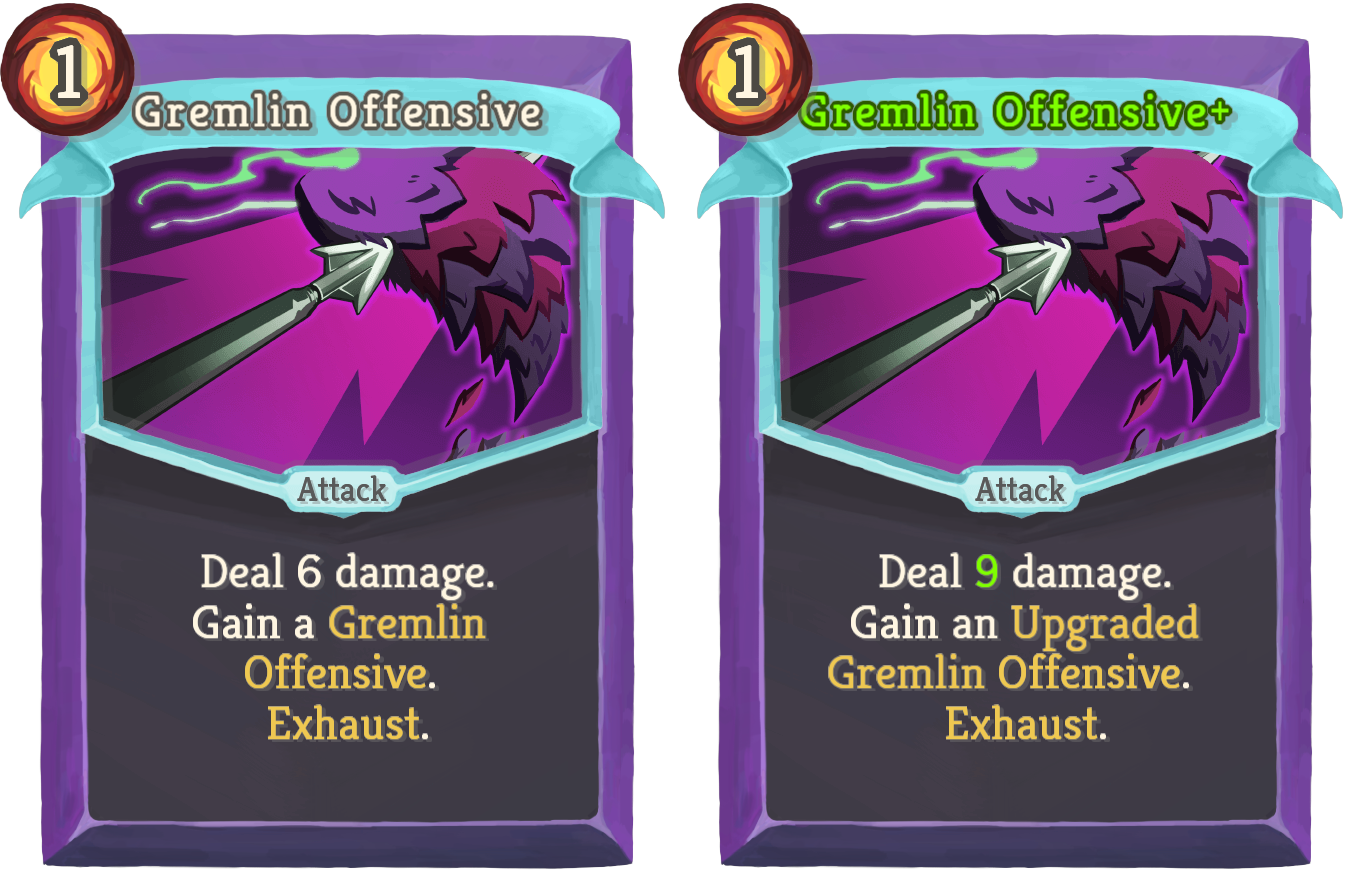 1
Gremlin Offensive
Attack
Deal 6 damage.
Gain a Gremlin
Offensive.
Exhaust.
1
Gremlin Offensive+
Attack
Deal 9 damage.
Gain an Upgraded
Gremlin Offensive.
Exhaust.